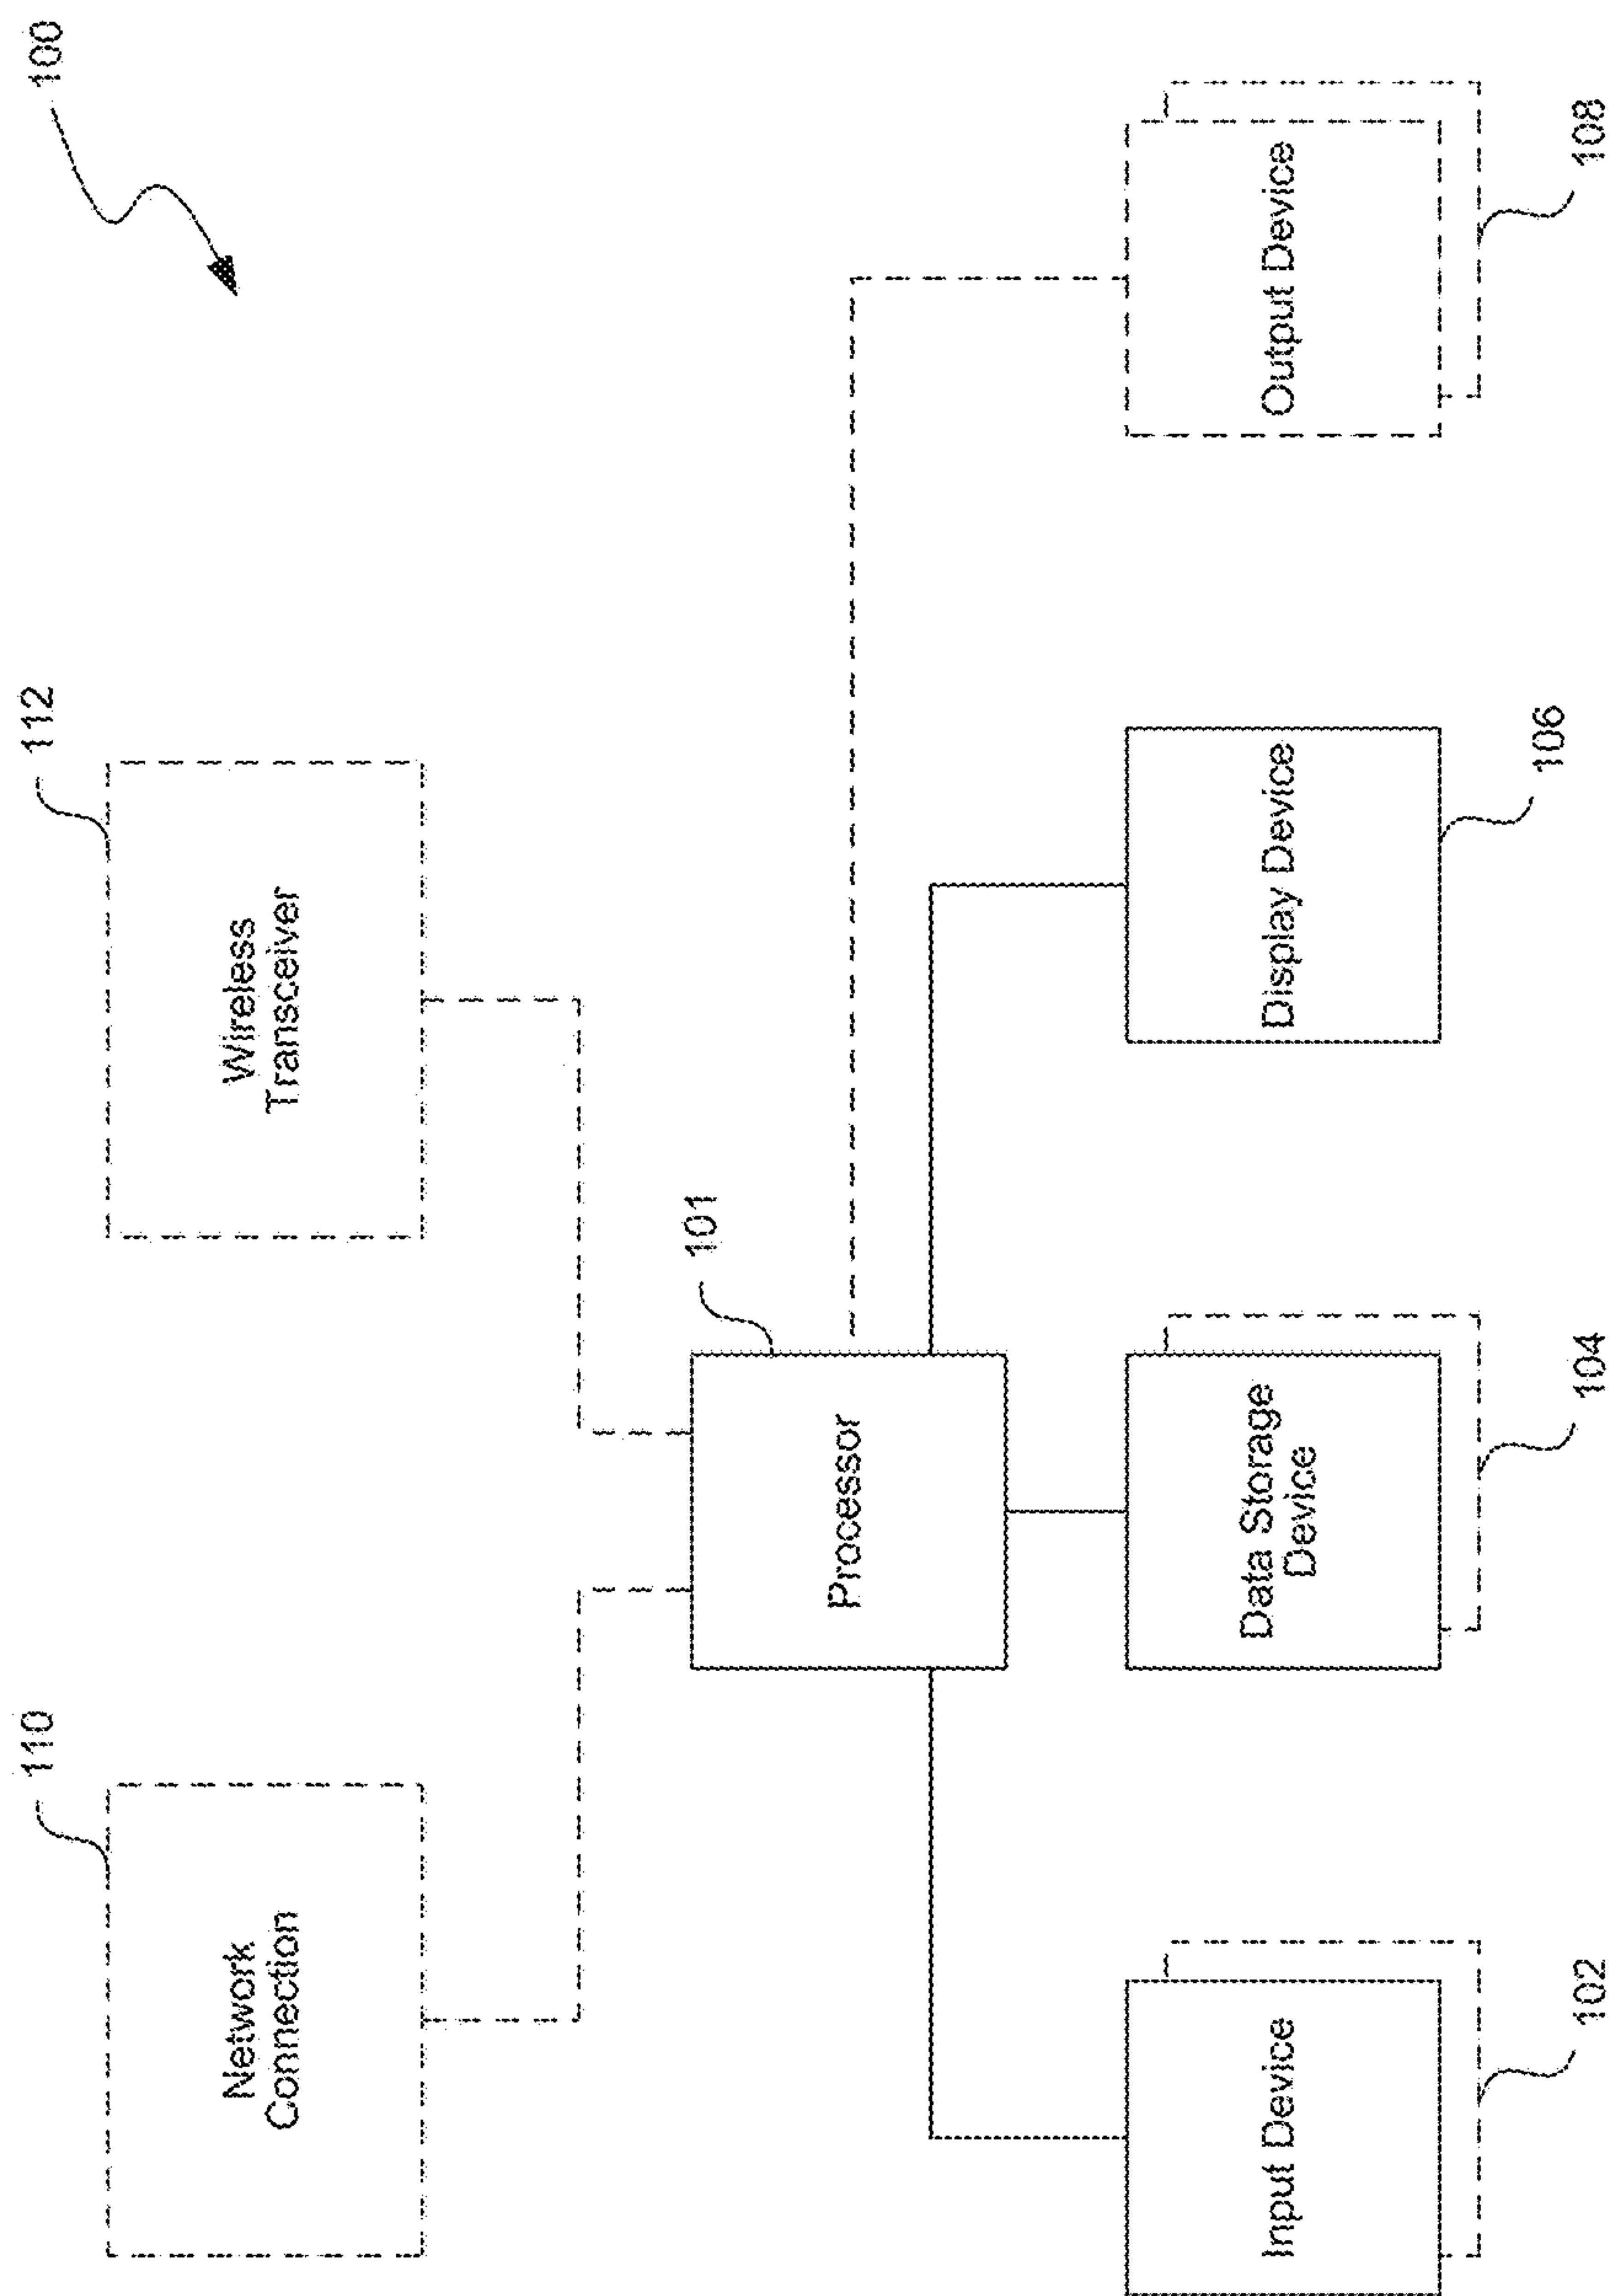 100
110
112
Network
Connection
Wireless
Transceiver
101
Processor
Input Device
Data Storage
Device
Display Device
Output Device
102
104
106
108